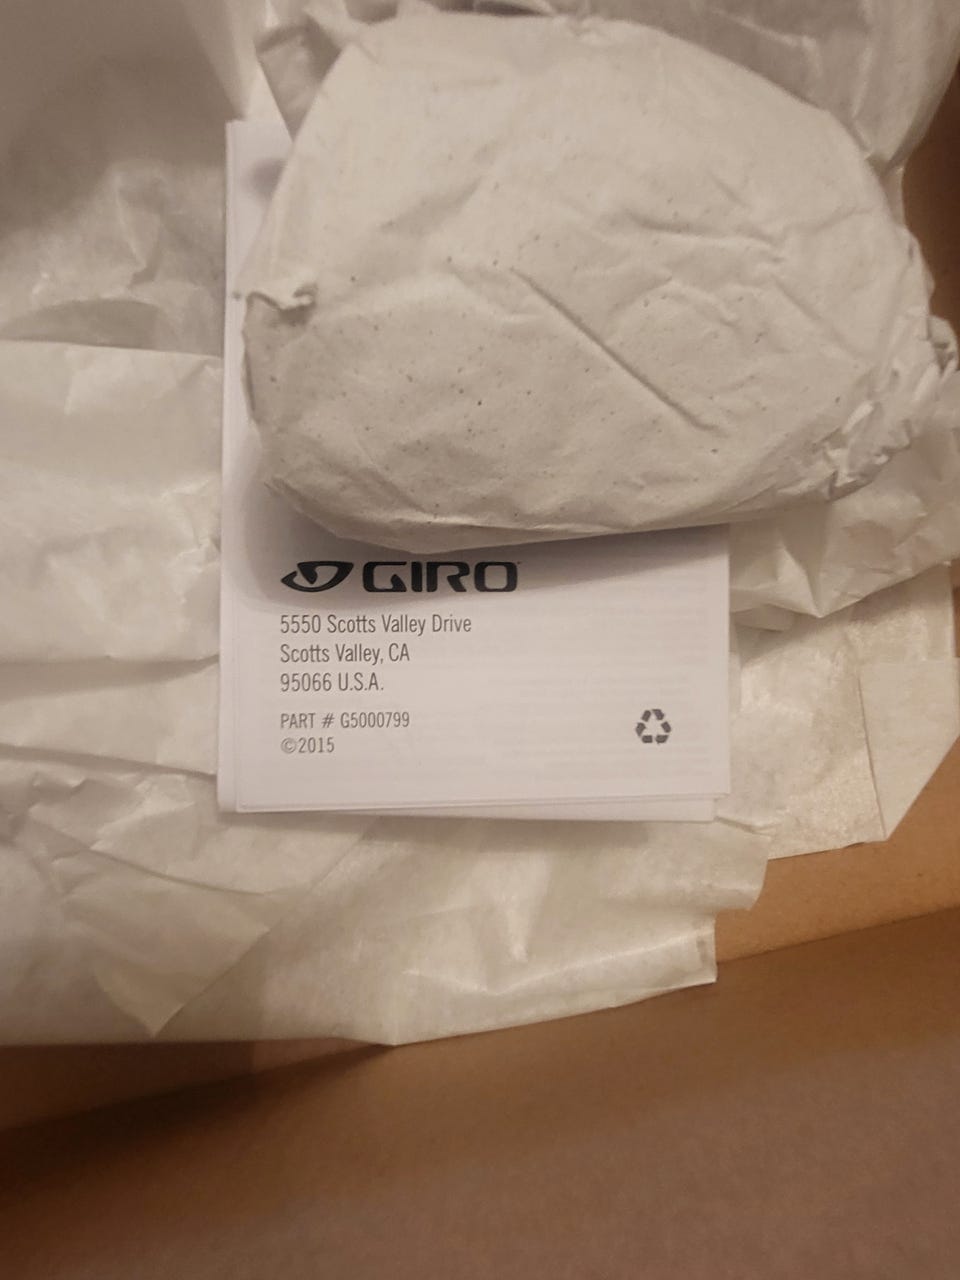 GIRO
5550 Scotts Valley Drive
Scotts Valley, CA
95066 U.S.A.
PART # G5000799
©2015